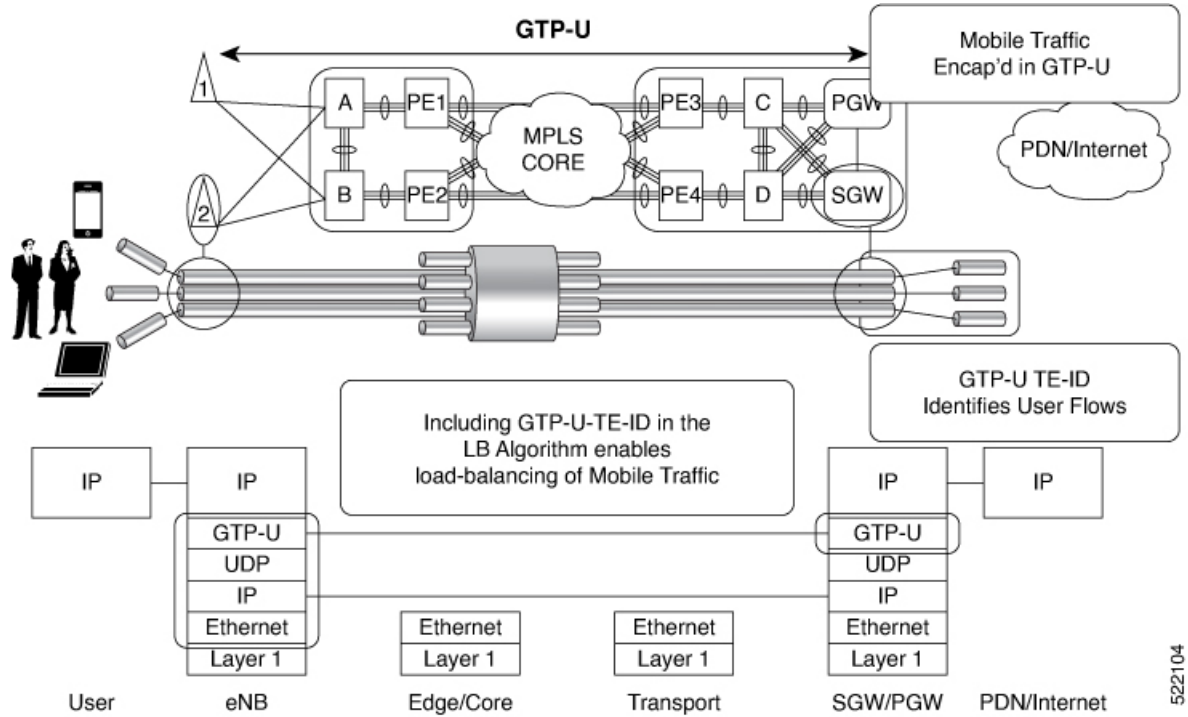 GTP-U
Mobile Traffic
Encap'd in GTP-U
1
A
PE1
PE3
C
PGW
MPLS
CORE
PDN/Internet
2
B
PE2
PE4
D
SGW
GTP-U TE-ID
Identifies User Flows
Including GTP-U-TE-ID in the
LB Algorithm enables
load-balancing of Mobile Traffic
IP
IP
IP
IP
GTP-U
GTP-U
UDP
UDP
IP
IP
Ethernet
Ethernet
Ethernet
Ethernet
Layer 1
Layer 1
Layer 1
Layer 1
User
eNB
Edge/Core
Transport
SGW/PGW
PDN/Internet
522104